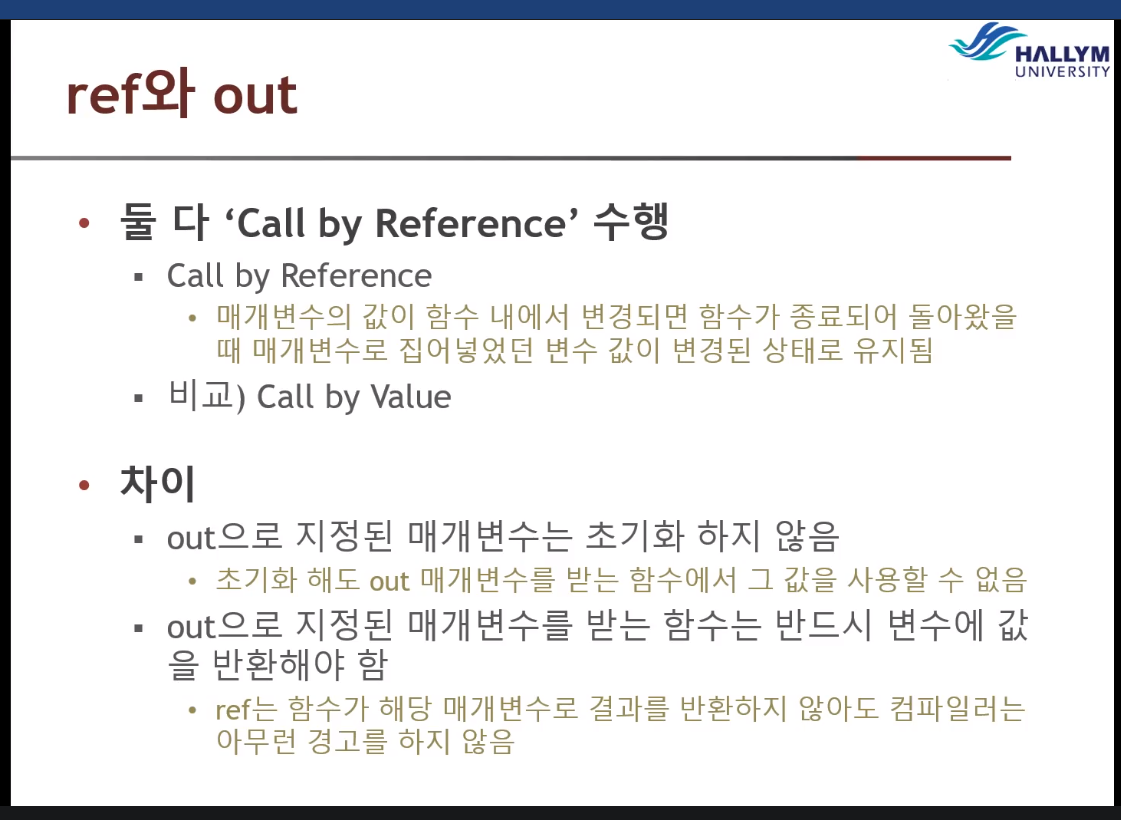 HALLYM
UNIVERSITY
ref와 out
• 둘 다 ‘Call by Reference’ 수행
▪ Call by Reference
• 매개변수의 값이 함수 내에서 변경되면 함수가 종료되어 돌아왔을
때 매개변수로 집어넣었던 변수 값이 변경된 상태로 유지됨
▪ 비교) Call by Value
• 차이
▪ out으로 지정된 매개변수는 초기화 하지 않음
• 초기화 해도 out 매개변수를 받는 함수에서 그 값을 사용할 수 없음
▪ out으로 지정된 매개변수를 받는 함수는 반드시 변수에 값
을 반환해야 함
• ref는 함수가 해당 매개변수로 결과를 반환하지 않아도 컴파일러는
아무런 경고를 하지 않음